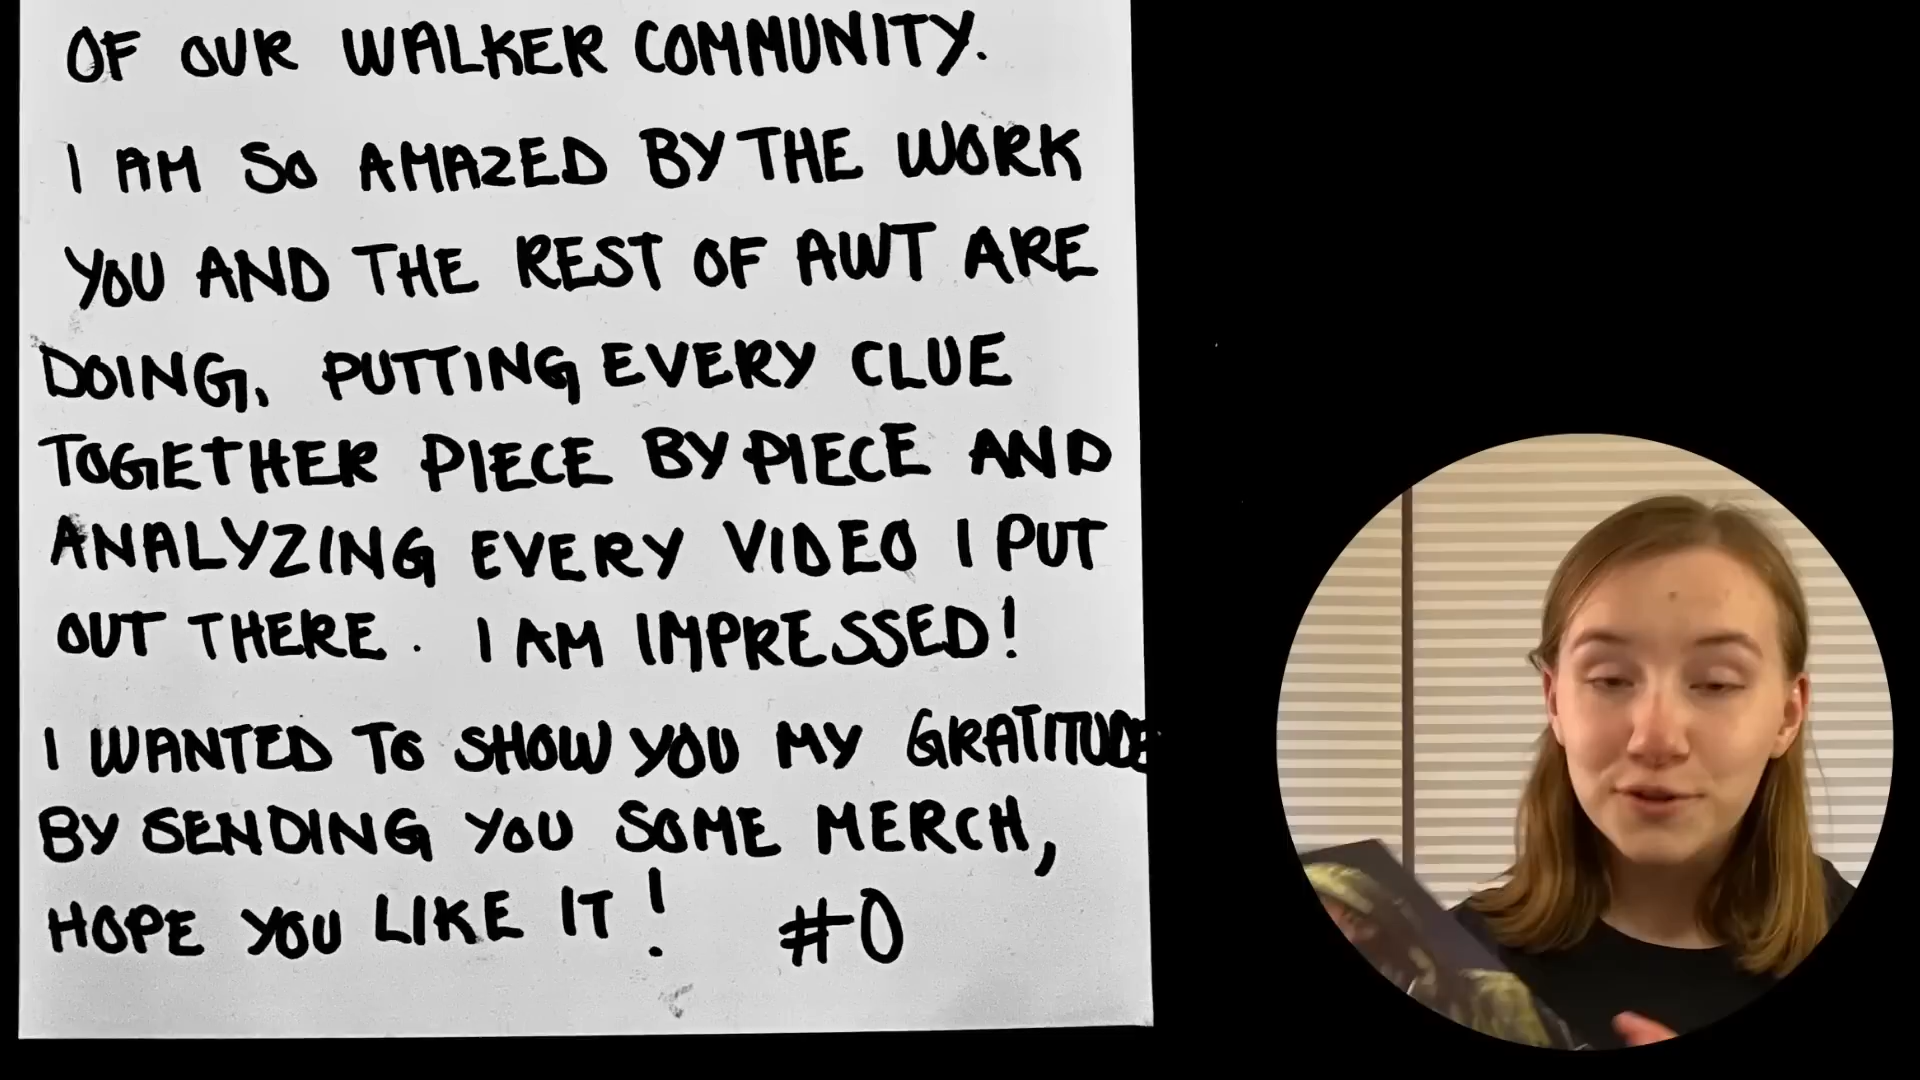 OF OUR WALKER COMMUNITY.
I AM SO AMAZED BY THE WORK
YOU AND THE REST OF AWT ARE
DOING, PUTTING EVERY CLUE
TOGETHER PIECE BY PIECE AND
ANALYZING EVERY VIDEO I PUT
OUT THERE. I AM IMPRESSED!
I WANTED TO SHOW YOU MY GRATITUDE
BY SENDING YOU SOME MERCH,
HOPE YOU LIKE IT! #0